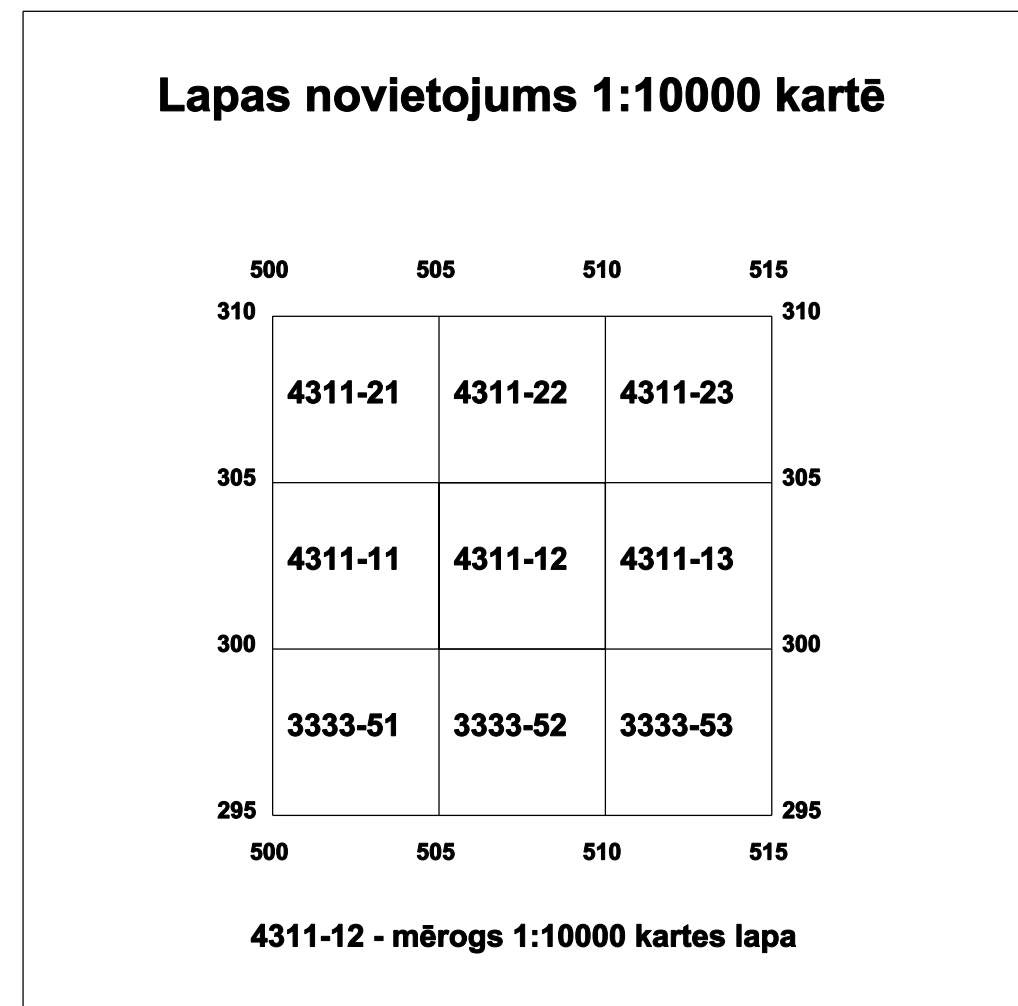 Lapas novietojums 1:10000 kartē
500 505 510 515
310 310
4311-21 4311-22 4311-23
305 305
4311-11 4311-12 4311-13
300 300
3333-51 3333-52 3333-53
295 295
500 505 510 515
4311-12 - mērogs 1:10000 kartes lapa